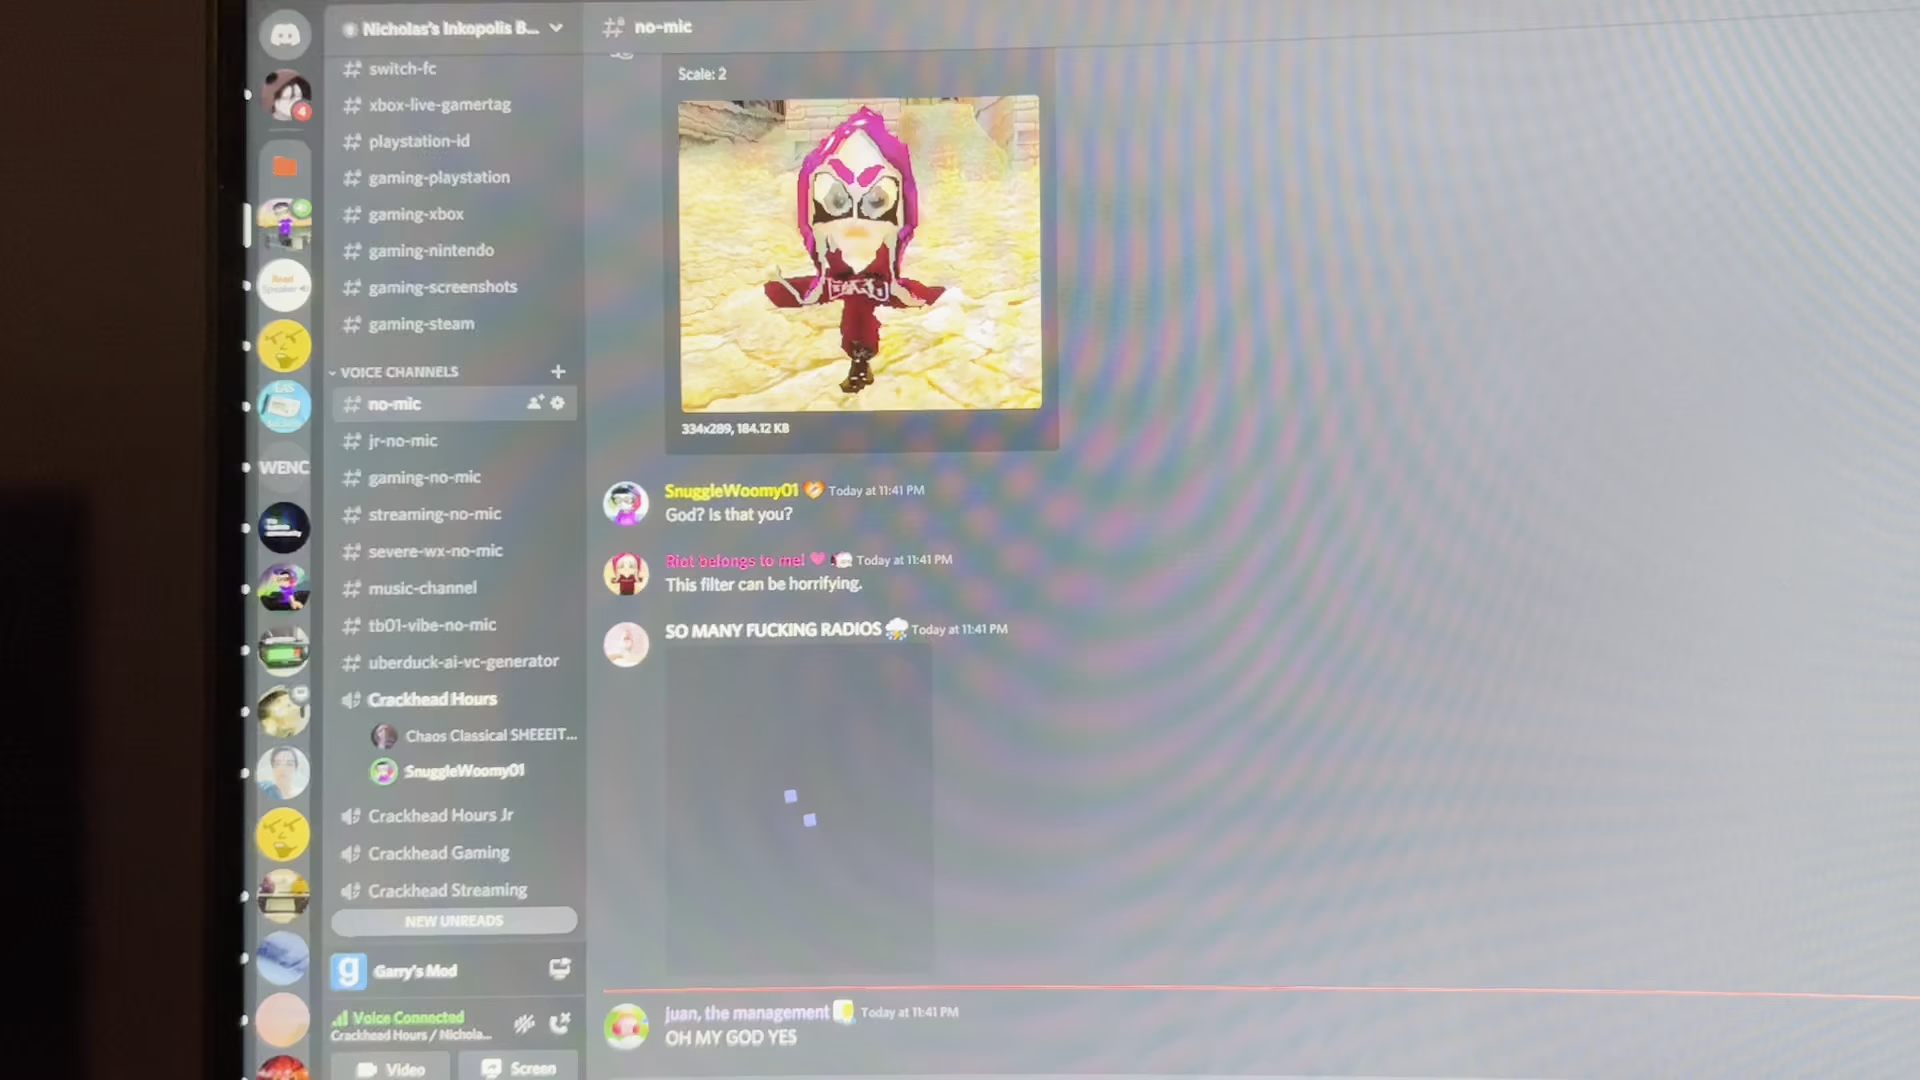 Nicholas's Inkopolis B...
switch-fc
xbox-live-gamertag
playstation-id
gaming-playstation
gaming-xbox
gaming-nintendo
gaming-screenshots
gaming-steam
VOICE CHANNELS
no-mic
jr-no-mic
gaming-no-mic
streaming-no-mic
severe-wx-no-mic
music-channel
tb01-vibe-no-mic
uberduck-ai-vc-generator
Crackhead Hours
Chaos Classical SHEEEIT...
SnuggleWoomy01
Crackhead Hours Jr
Crackhead Gaming
Crackhead Streaming
NEW UNREADS
Garry's Mod
Voice Connected
Crackhead Hours / Nichola...
Video
Screen
4
WENC
no-mic
Scale: 2
334x289, 184.12 KB
SnuggleWoomy01 Today at 11:41 PM
God? Is that you?
Riot belongs to me! Today at 11:41 PM
This filter can be horrifying.
SO MANY FUCKING RADIOS Today at 11:41 PM
juan, the management Today at 11:41 PM
OH MY GOD YES